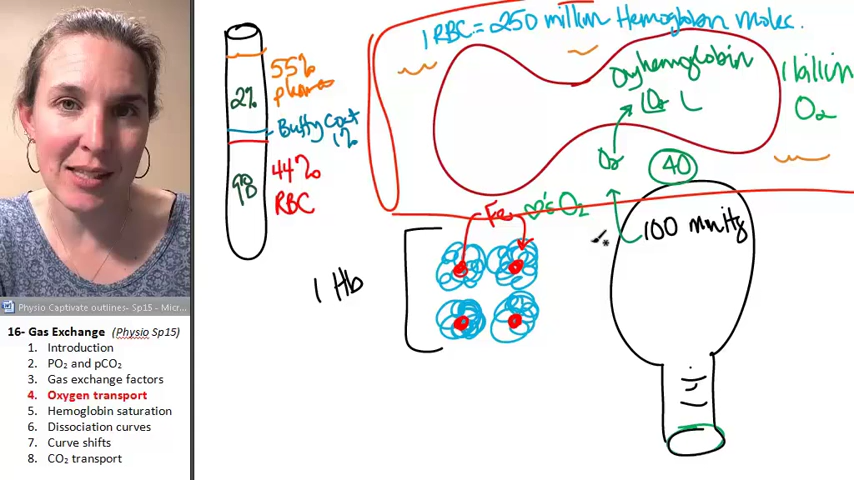 1 RBC = 250 million Hemoglobin molec.
55%
plasma
2%
Buffy Coat
1%
98
44%
RBC
Oxyhemoglobin
1 billion
O2
O2
40
Fe
O2
100 mmHg
1 Hb
Physio Captivate outlines- Sp15 - Micr...
16- Gas Exchange (Physio Sp15)
1. Introduction
2. PO2 and pCO2
3. Gas exchange factors
4. Oxygen transport
5. Hemoglobin saturation
6. Dissociation curves
7. Curve shifts
8. CO2 transport